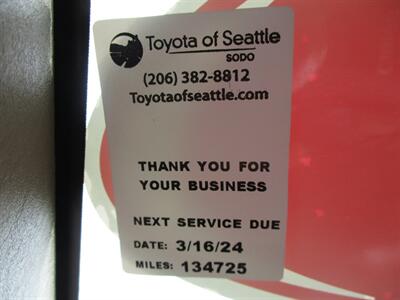 Toyota of Seattle
SODO
(206) 382-8812
Toyotaofseattle.com
THANK YOU FOR
YOUR BUSINESS
NEXT SERVICE DUE
DATE: 3/16/24
MILES: 134725